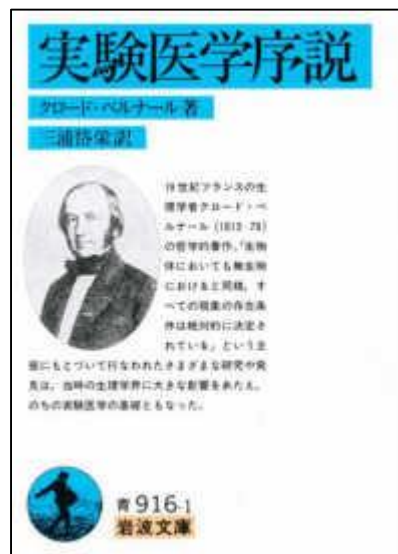 実験医学序説
クロード・ベルナール著
三浦岱栄訳
19世紀フランスの生
理学者クロード・ベ
ルナール（1813-78）
の哲学的著作。「生物
体においても無生物
におけると同様，す
べての現象の存在条
件は絶対的に決定さ
れている」という主
張にもとづいて行なわれたさまざまな研究や発
見は，当時の生理学界に大きな影響をあたえ，
のちの実験医学の基礎ともなった。
青916-1
岩波文庫